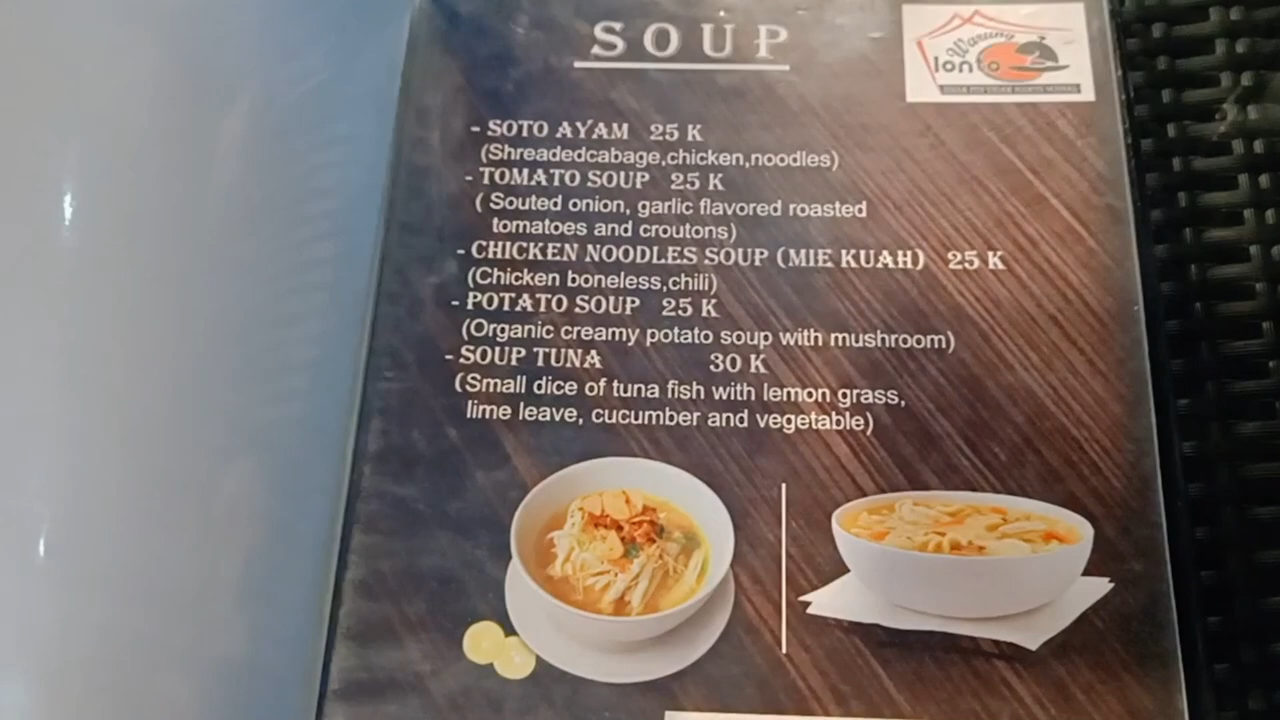 SOUP
Warung
lonto
- SOTO AYAM 25 K
(Shreadedcabage,chicken,noodles)
- TOMATO SOUP 25 K
( Souted onion, garlic flavored roasted
tomatoes and croutons)
- CHICKEN NOODLES SOUP (MIE KUAH) 25 K
(Chicken boneless,chili)
- POTATO SOUP 25 K
(Organic creamy potato soup with mushroom)
- SOUP TUNA 30 K
(Small dice of tuna fish with lemon grass,
lime leave, cucumber and vegetable)